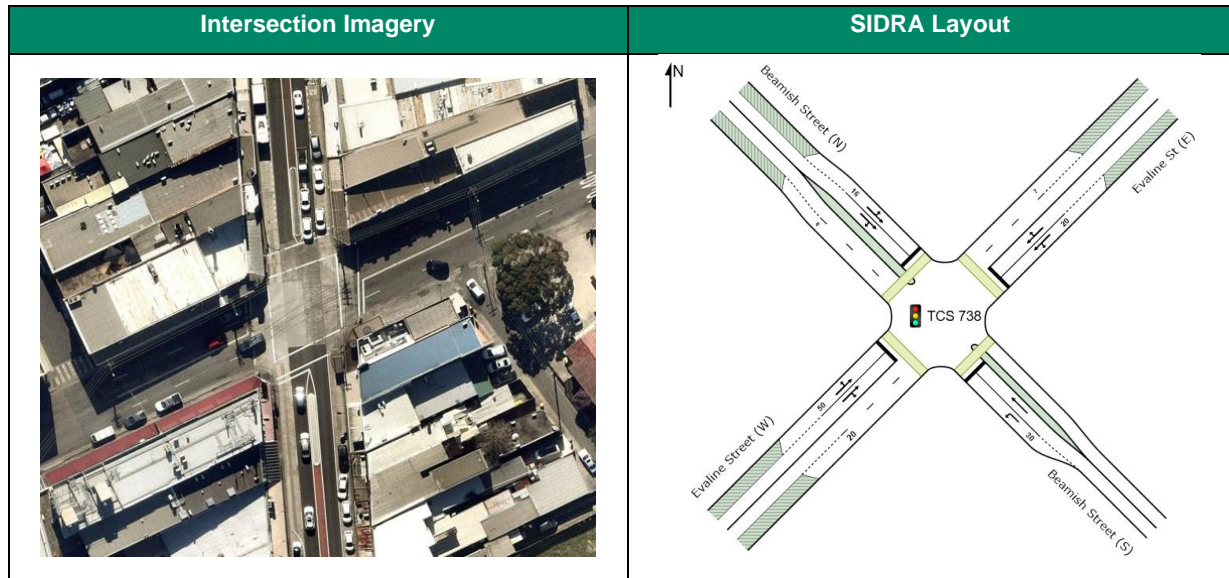 Intersection Imagery
SIDRA Layout
N
Beamish Street (N)
Evaline St (E)
16
7
20
TCS 738
50
20
30
Evaline Street (W)
Beamish Street (S)